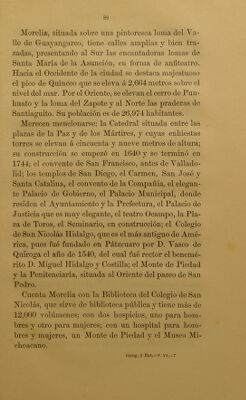 89
Morelia, situada sobre una pintoresca loma del Va-
lle de Guayangareo, tiene calles amplias y bien tra-
zadas, presentando al Sur las encantadoras lomas de
Santa María de la Asunción, en forma de anfiteatro.
Hacia el Occidente de la ciudad se destaca majestuoso
el pico de Quinceo que se eleva á 2,664 metros sobre el
nivel del mar. Por el Oriente, se elevan el cerro de Pun-
huato y la loma del Zapote y al Norte las praderas de
Santiaguito. Su población es de 26,974 habitantes.
Merecen mencionarse: la Catedral situada entre las
plazas de la Paz y de los Mártires, y cuyas enhiestas
torres se elevan á cincuenta y nueve metros de altura;
su construcción se empezó en 1640 y se terminó en
1744; el convento de San Francisco, antes de Vallado-
lid; los templos de San Diego, el Carmen, San José y
Santa Catalina, el convento de la Compañía, el elegan-
te Palacio de Gobierno, el Palacio Municipal, donde
residen el Ayuntamiento y la Prefectura, el Palacio de
Justicia que es muy elegante, el teatro Ocampo, la Pla-
za de Toros, el Seminario, en construcción; el Colegio
de San Nicolás Hidalgo, que es el más antiguo de Amé-
rica, pues fué fundado en Pátzcuaro por D. Vasco de
Quiroga el año de 1540, del cual fué rector el benemé-
rito D. Miguel Hidalgo y Costilla; el Monte de Piedad
y la Penitenciaría, situada al Oriente del paseo de San
Pedro.
Cuenta Morelia con la Biblioteca del Colegio de San
Nicolás, que sirve de biblioteca pública y tiene más de
12,000 volúmenes; con dos hospicios, uno para hom-
bres y otro para mujeres; con un hospital para hom-
bres y mujeres, un Monte de Piedad y el Museo Mi-
choacano.